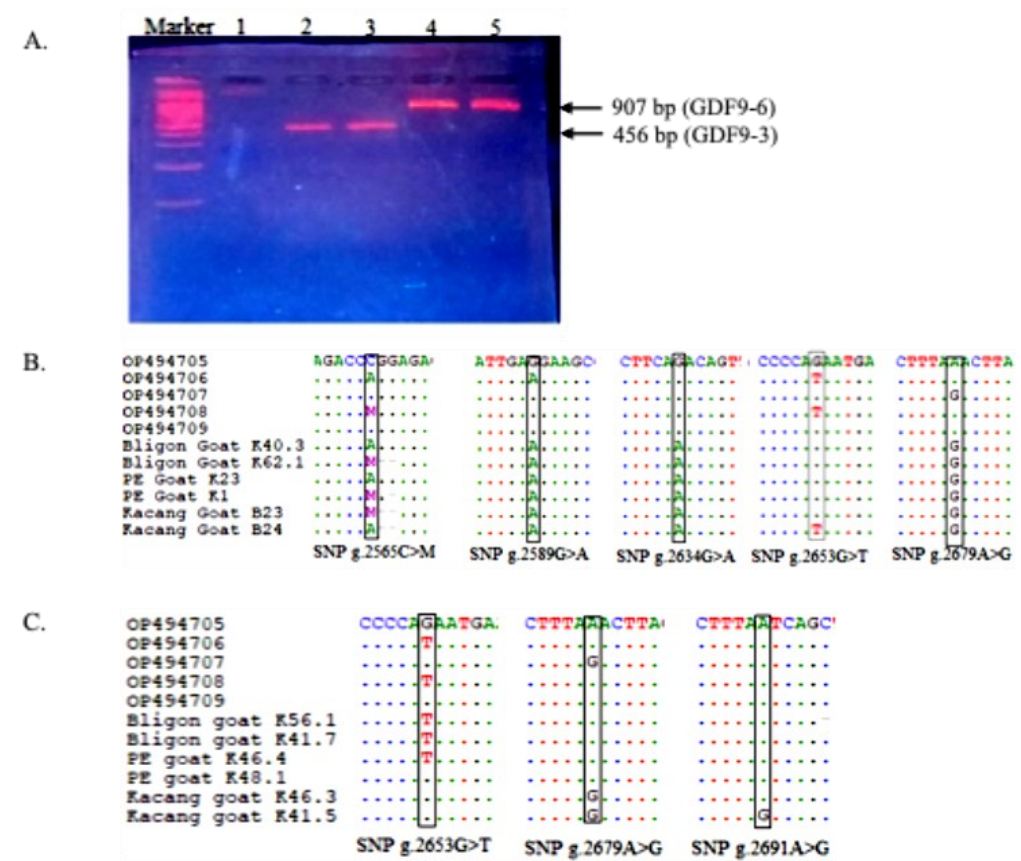 A.
Marker 1 2 3 4 5
907 bp (GDF9-6)
456 bp (GDF9-3)
B.
OP494705 AGACCCGGAGA ATTGAGGAAGC CTTCAGACAGT CCCCAGAATGA CTTTAAACTTA
OP494706 ....A..... A T
OP494707 G
OP494708 M T
OP494709
Bligon Goat K40.3 A A A G
Bligon Goat K62.1 M A A G
PE Goat K23 A A A G
PE Goat K1 M A A G
Kacang Goat B23 M A A G
Kacang Goat B24 A A A T G
SNP g.2565C>M SNP g.2589G>A SNP g.2634G>A SNP g.2653G>T SNP g.2679A>G
C.
OP494705 CCCCAGAATGA CTTTAAACTTA CTTTAATCAGC
OP494706 T
OP494707 G
OP494708 T
OP494709
Bligon goat K56.1 T
Bligon goat K41.7 T
PE goat K46.4 T
PE goat K48.1
Kacang goat K46.3 G
Kacang goat K41.5 G G
SNP g.2653G>T SNP g.2679A>G SNP g.2691A>G